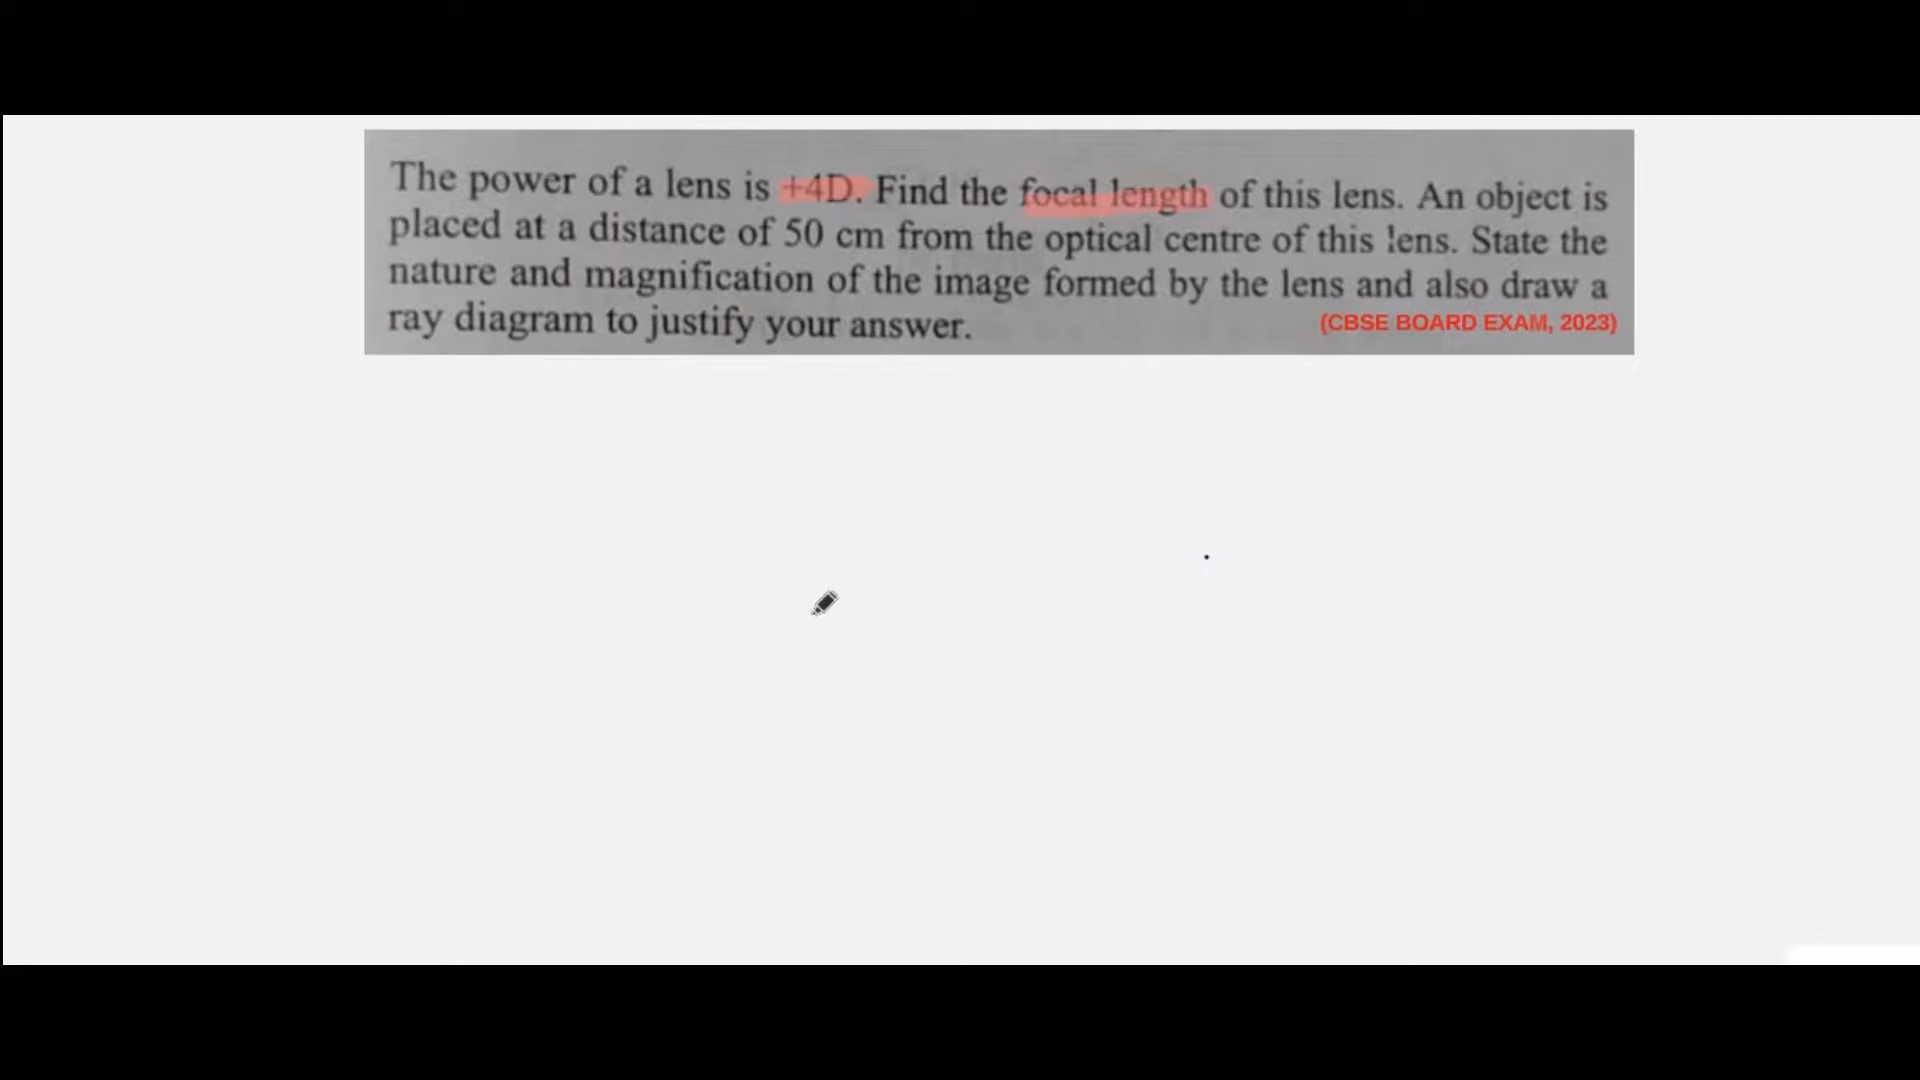 The power of a lens is +4D. Find the focal length of this lens. An object is
placed at a distance of 50 cm from the optical centre of this lens. State the
nature and magnification of the image formed by the lens and also draw a
ray diagram to justify your answer.
(CBSE BOARD EXAM, 2023)